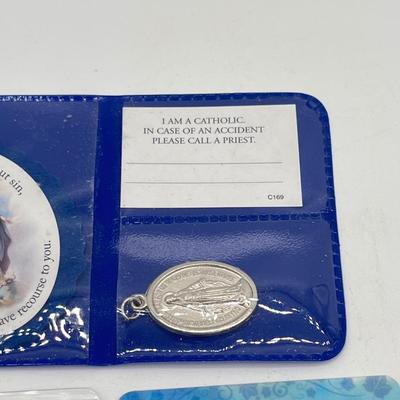 I AM A CATHOLIC.
IN CASE OF AN ACCIDENT
PLEASE CALL A PRIEST.
C169
ut sin,
ave recourse to you.